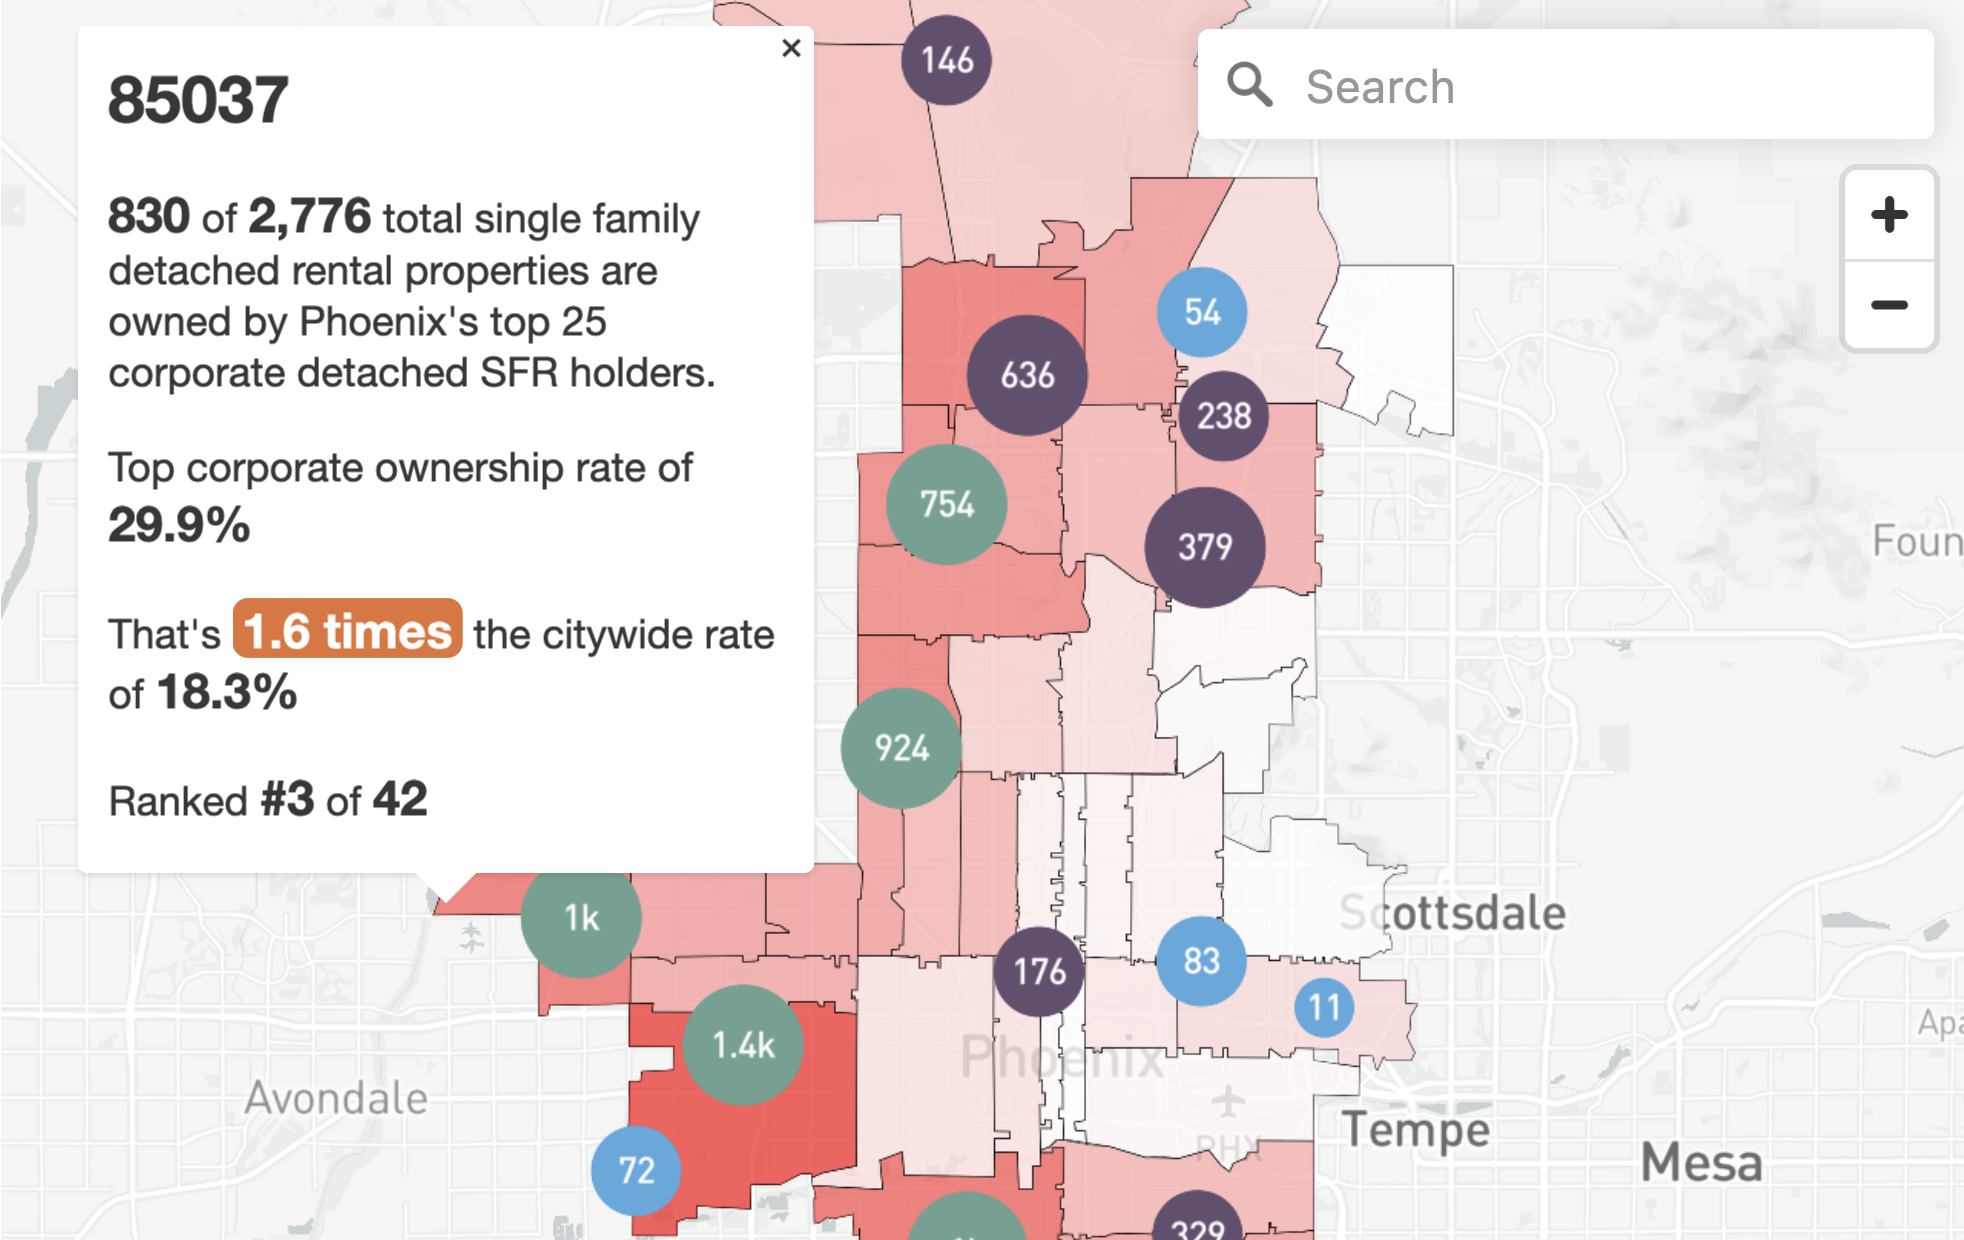 85037
×
830 of 2,776 total single family
detached rental properties are
owned by Phoenix's top 25
corporate detached SFR holders.
Top corporate ownership rate of
29.9%
That's 1.6 times the citywide rate
of 18.3%
Ranked #3 of 42
Search
+
−
146
54
636
238
754
379
Foun
924
1k
Scottsdale
176
83
11
Apa
1.4k
Phoenix
Avondale
PHX
Tempe
72
Mesa
329